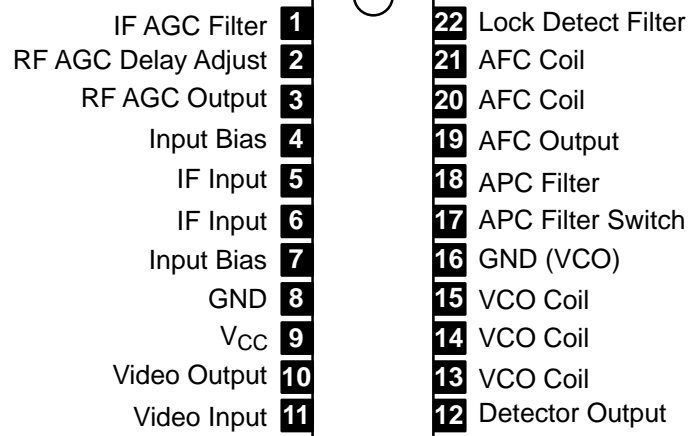 IF AGC Filter 1 22 Lock Detect Filter
RF AGC Delay Adjust 2 21 AFC Coil
RF AGC Output 3 20 AFC Coil
Input Bias 4 19 AFC Output
IF Input 5 18 APC Filter
IF Input 6 17 APC Filter Switch
Input Bias 7 16 GND (VCO)
GND 8 15 VCO Coil
VCC 9 14 VCO Coil
Video Output 10 13 VCO Coil
Video Input 11 12 Detector Output